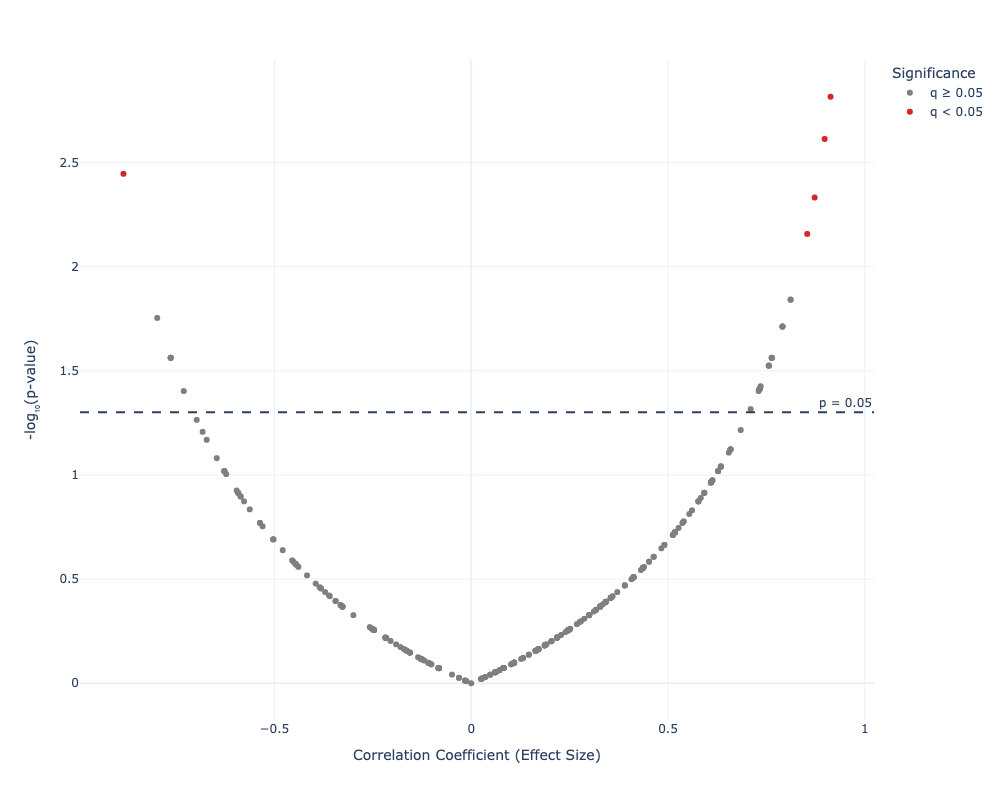 Significance
q ≥ 0.05
q < 0.05
2.5
2
1.5
1
0.5
0
-log₁₀(p-value)
p = 0.05
−0.5
0
0.5
1
Correlation Coefficient (Effect Size)